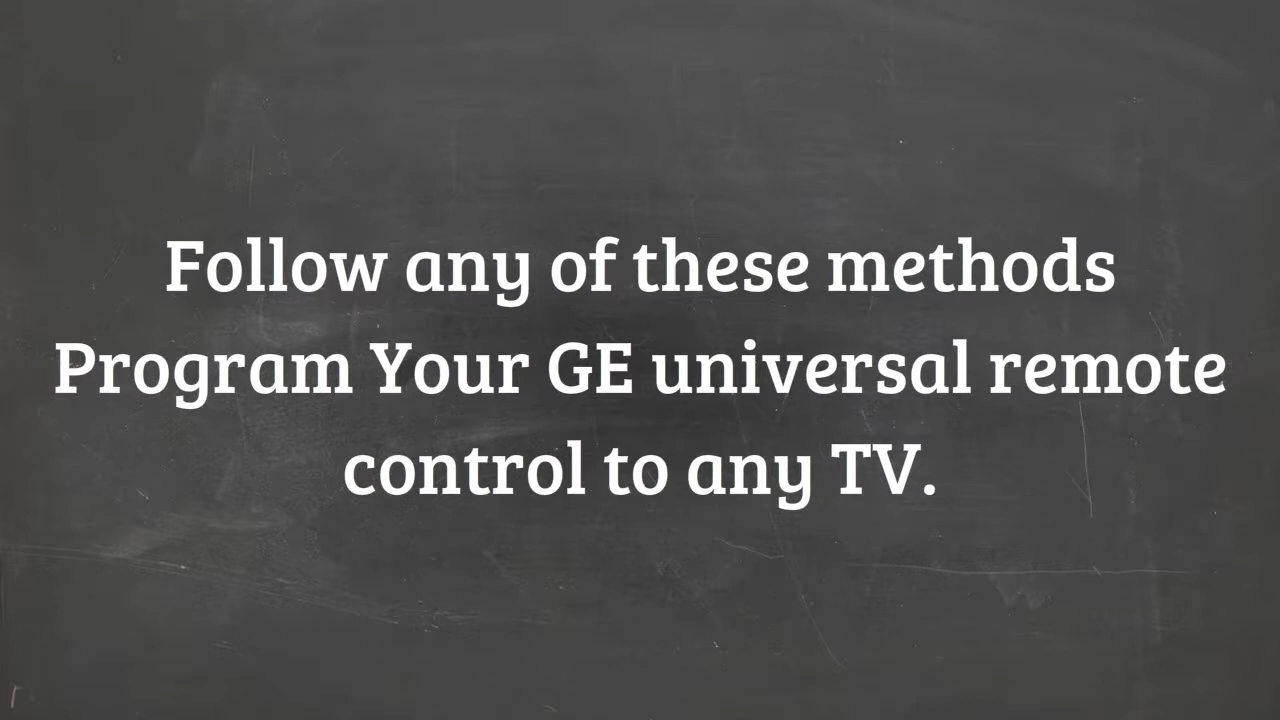 Follow any of these methods
Program Your GE universal remote
control to any TV.